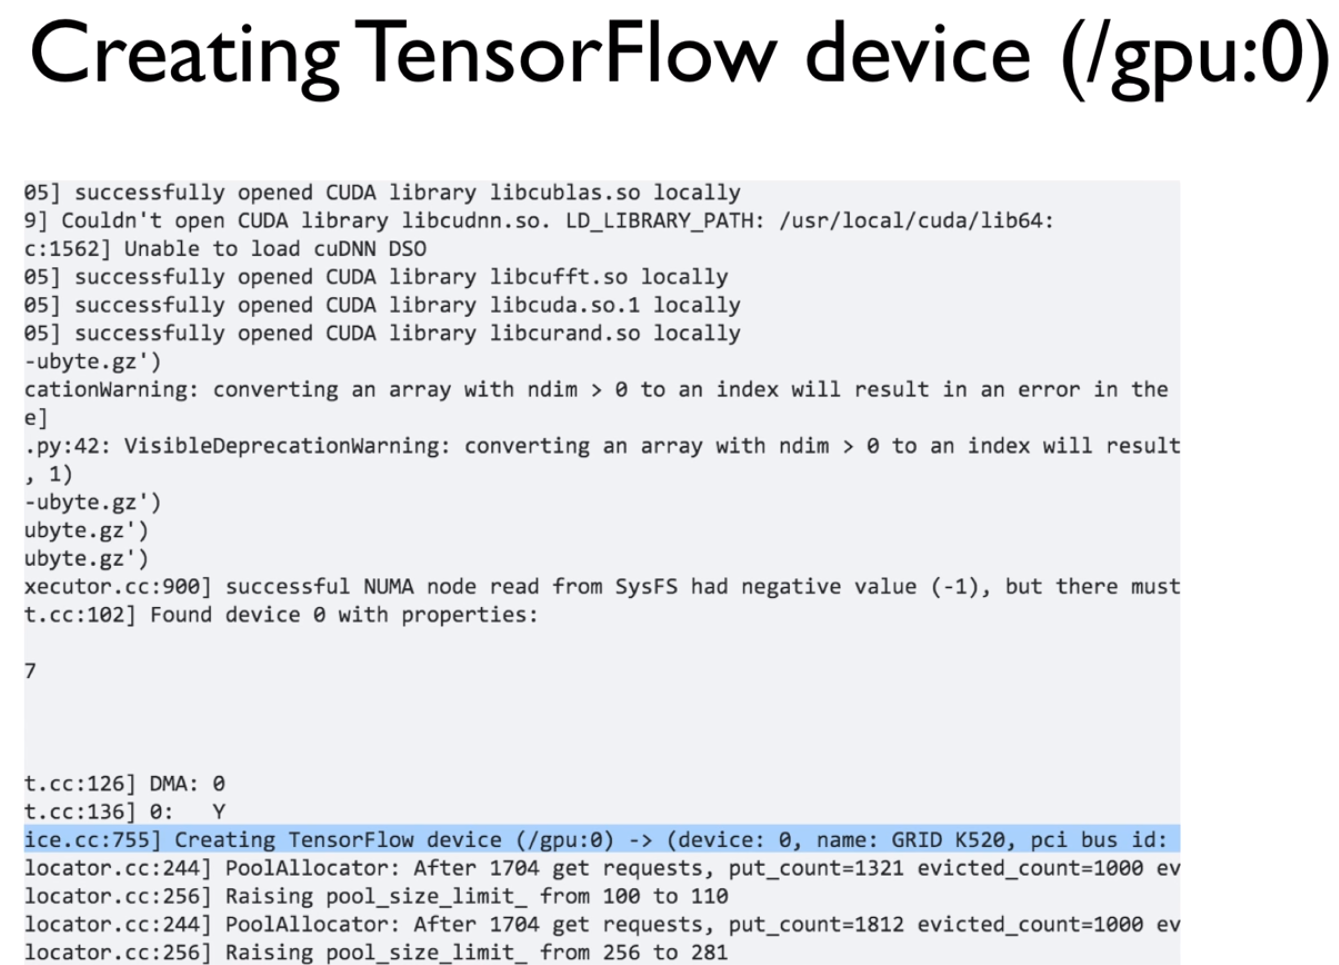 Creating TensorFlow device (/gpu:0)
05] successfully opened CUDA library libcublas.so locally
9] Couldn't open CUDA library libcudnn.so. LD_LIBRARY_PATH: /usr/local/cuda/lib64:
c:1562] Unable to load cuDNN DSO
05] successfully opened CUDA library libcufft.so locally
05] successfully opened CUDA library libcuda.so.1 locally
05] successfully opened CUDA library libcurand.so locally
-ubyte.gz')
cationWarning: converting an array with ndim > 0 to an index will result in an error in the
e]
.py:42: VisibleDeprecationWarning: converting an array with ndim > 0 to an index will result
, 1)
-ubyte.gz')
ubyte.gz')
ubyte.gz')
xecutor.cc:900] successful NUMA node read from SysFS had negative value (-1), but there must
t.cc:102] Found device 0 with properties:
7
t.cc:126] DMA: 0
t.cc:136] 0:   Y
ice.cc:755] Creating TensorFlow device (/gpu:0) -> (device: 0, name: GRID K520, pci bus id:
locator.cc:244] PoolAllocator: After 1704 get requests, put_count=1321 evicted_count=1000 ev
locator.cc:256] Raising pool_size_limit_ from 100 to 110
locator.cc:244] PoolAllocator: After 1704 get requests, put_count=1812 evicted_count=1000 ev
locator.cc:256] Raising pool_size_limit_ from 256 to 281